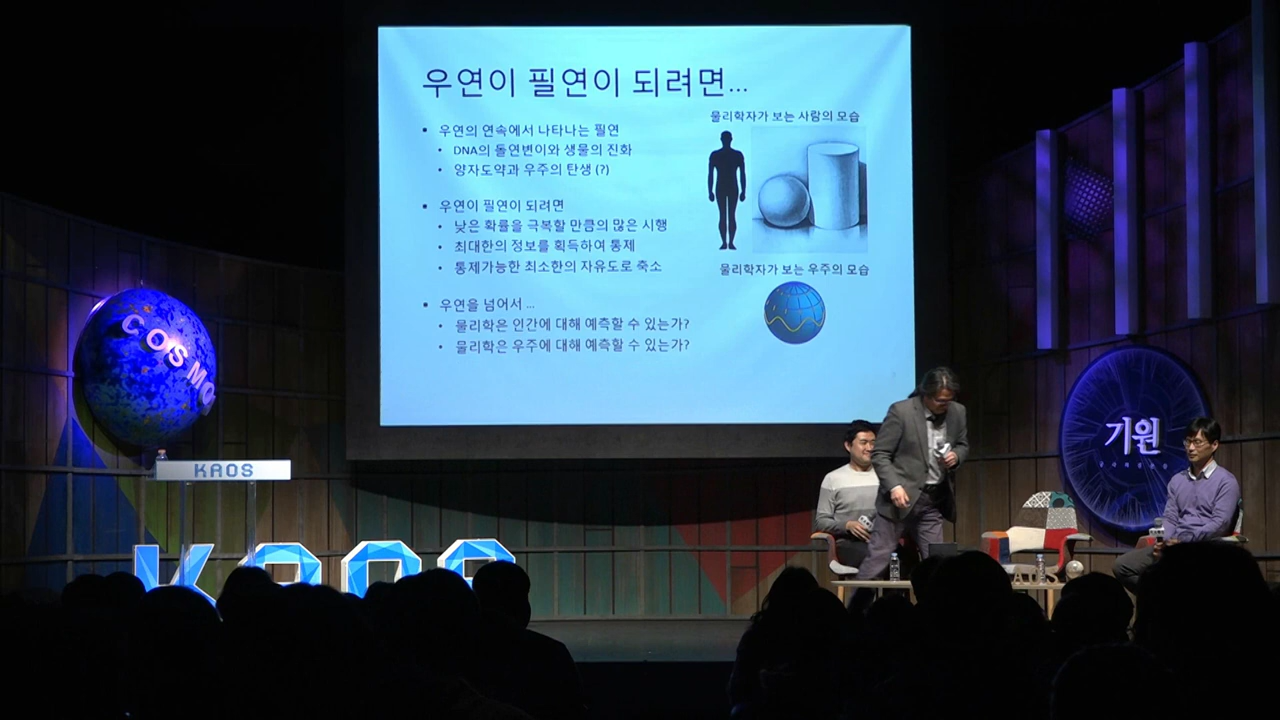 우연이 필연이 되려면...
▪ 우연의 연속에서 나타나는 필연
• DNA의 돌연변이와 생물의 진화
• 양자도약과 우주의 탄생 (?)
▪ 우연이 필연이 되려면
• 낮은 확률을 극복할 만큼의 많은 시행
• 최대한의 정보를 획득하여 통제
• 통제가능한 최소한의 자유도로 축소
▪ 우연을 넘어서 ...
• 물리학은 인간에 대해 예측할 수 있는가?
• 물리학은 우주에 대해 예측할 수 있는가?
물리학자가 보는 사람의 모습
물리학자가 보는 우주의 모습
COSMO
KAOS
KAOS
기원